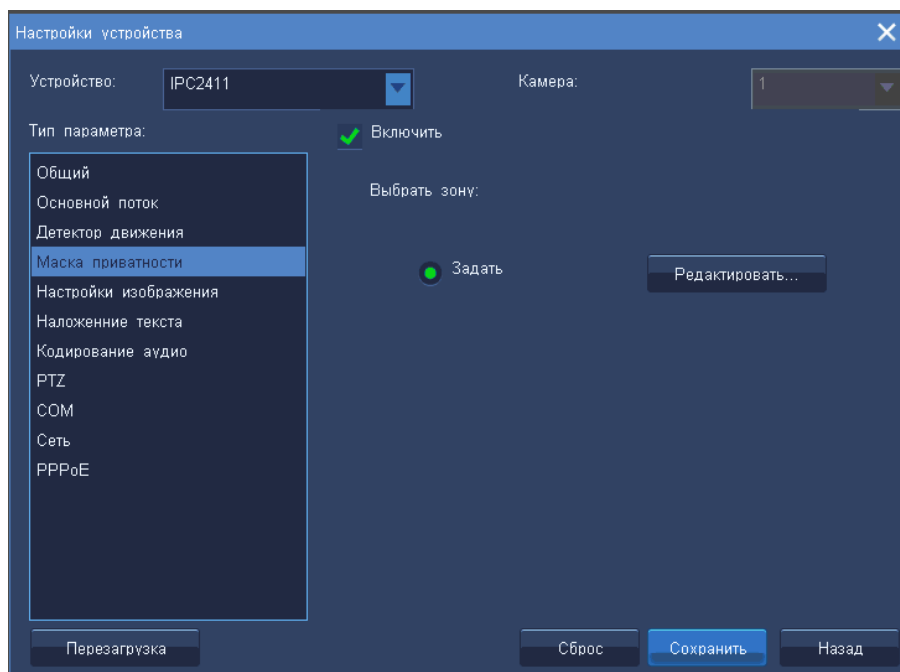 Настройки устройства
Устройство: IPC2411 Камера: 1
Тип параметра: Включить
Общий
Выбрать зону:
Основной поток
Детектор движения
Маска приватности
Задать Редактировать...
Настройки изображения
Наложенние текста
Кодирование аудио
PTZ
COM
Сеть
PPPoE
Перезагрузка Сброс Сохранить Назад